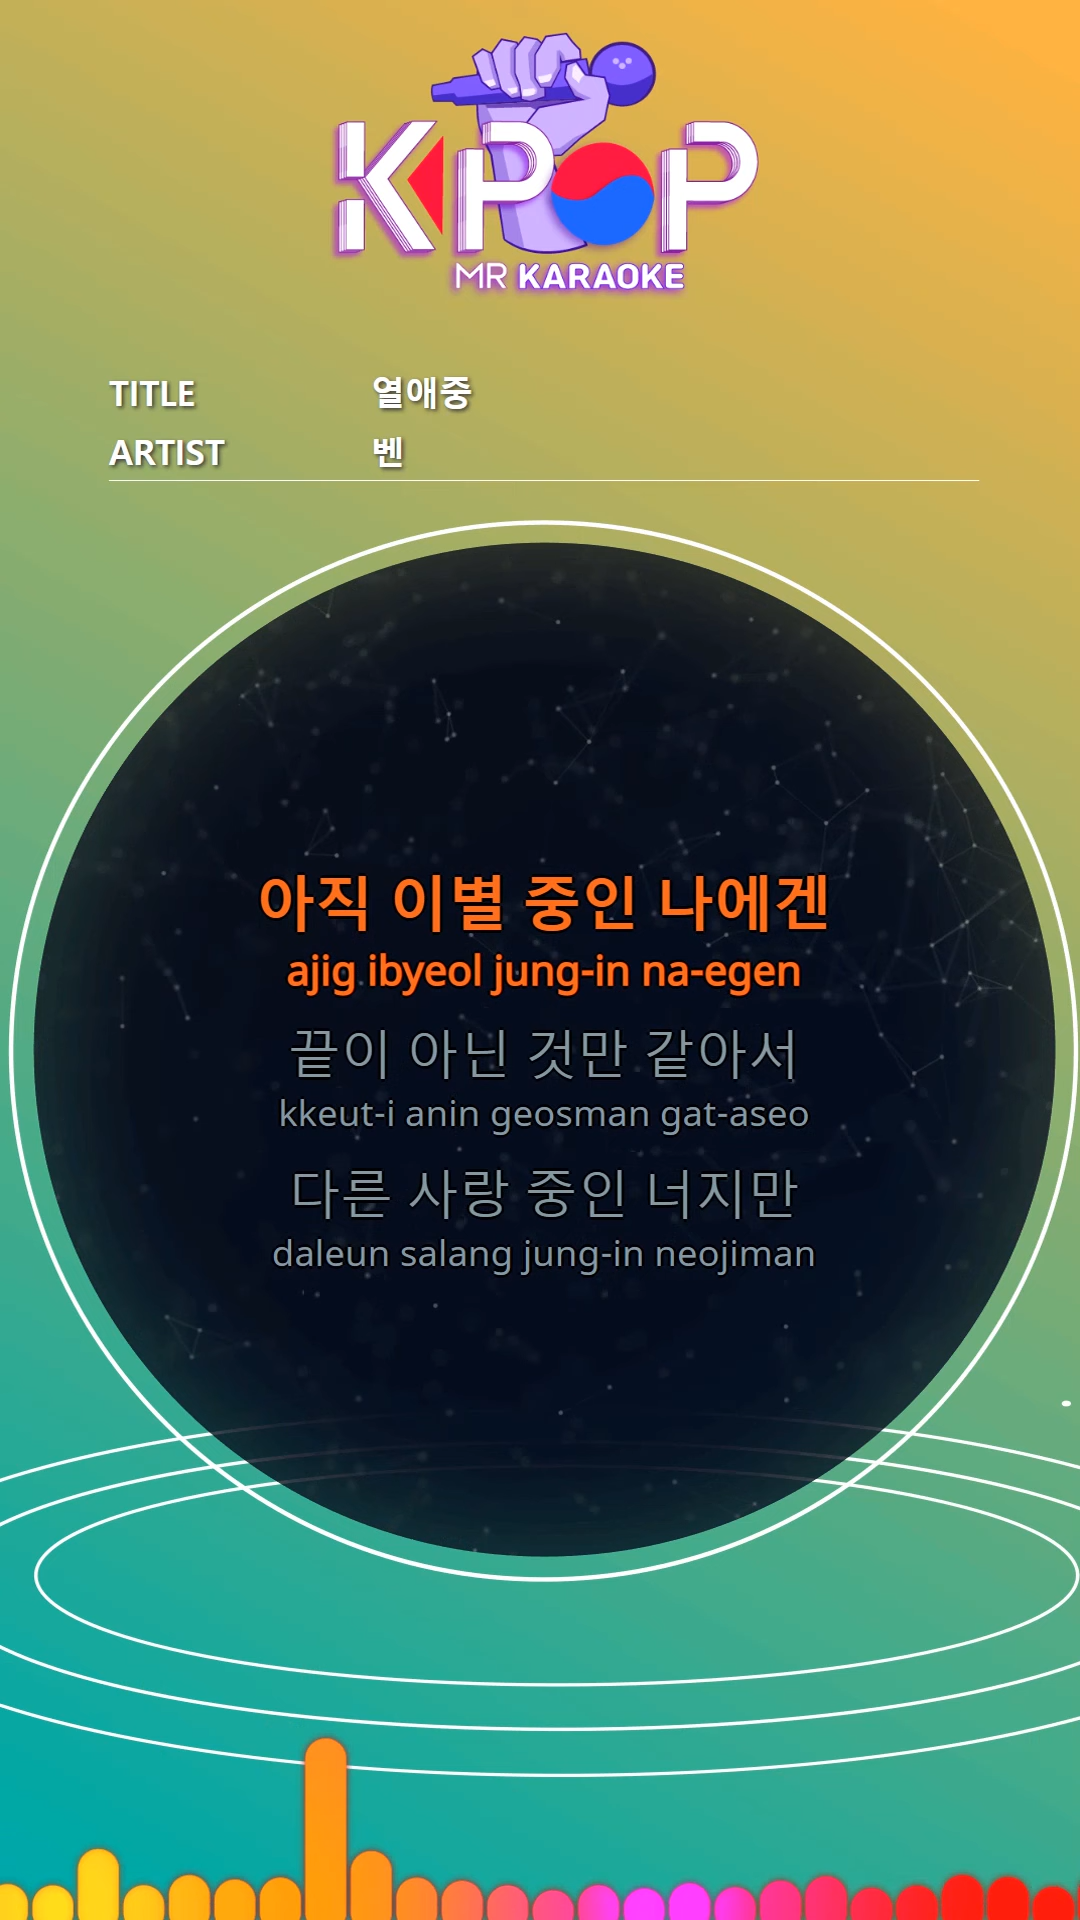 KPOP
MR KARAOKE
TITLE 열애중
ARTIST 벤
아직 이별 중인 나에겐
ajig ibyeol jung-in na-egen
끝이 아닌 것만 같아서
kkeut-i anin geosman gat-aseo
다른 사랑 중인 너지만
daleun salang jung-in neojiman